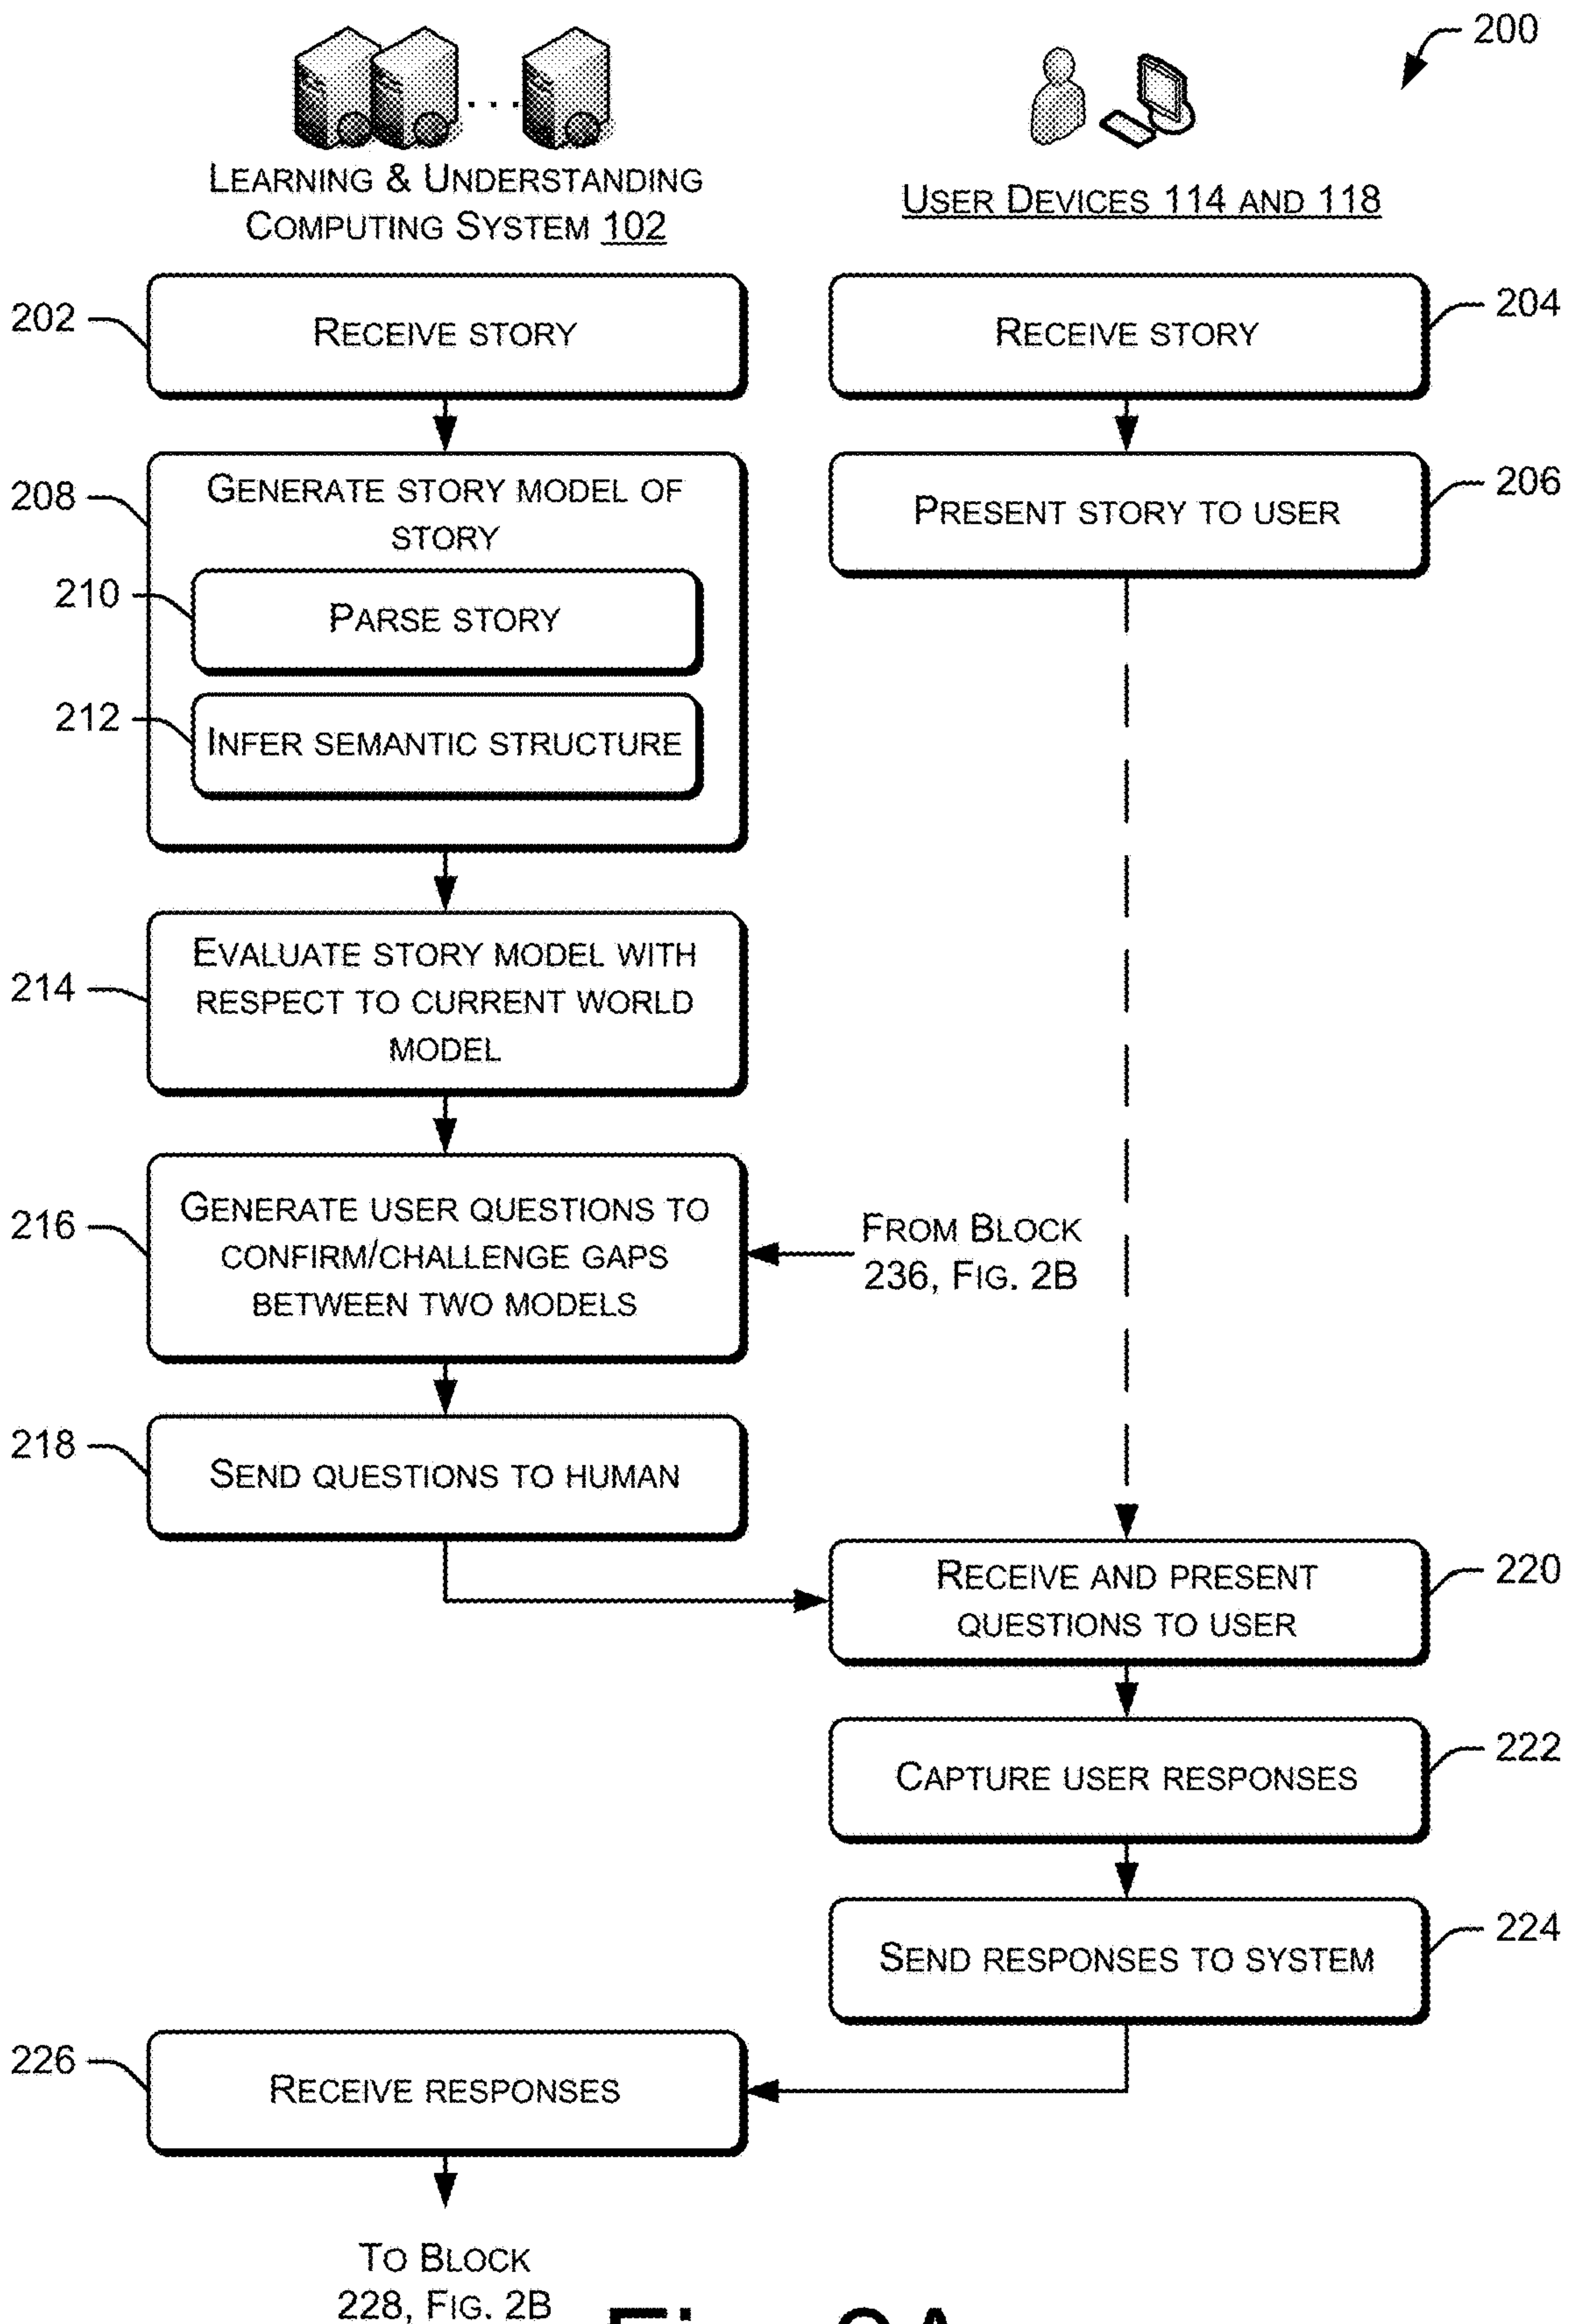 200
LEARNING & UNDERSTANDING
COMPUTING SYSTEM 102
USER DEVICES 114 AND 118
202
RECEIVE STORY
RECEIVE STORY
204
208
GENERATE STORY MODEL OF
STORY
PRESENT STORY TO USER
206
210
PARSE STORY
212
INFER SEMANTIC STRUCTURE
214
EVALUATE STORY MODEL WITH
RESPECT TO CURRENT WORLD
MODEL
216
GENERATE USER QUESTIONS TO
CONFIRM/CHALLENGE GAPS
BETWEEN TWO MODELS
FROM BLOCK
236, FIG. 2B
218
SEND QUESTIONS TO HUMAN
RECEIVE AND PRESENT
QUESTIONS TO USER
220
CAPTURE USER RESPONSES
222
SEND RESPONSES TO SYSTEM
224
226
RECEIVE RESPONSES
TO BLOCK
228, FIG. 2B